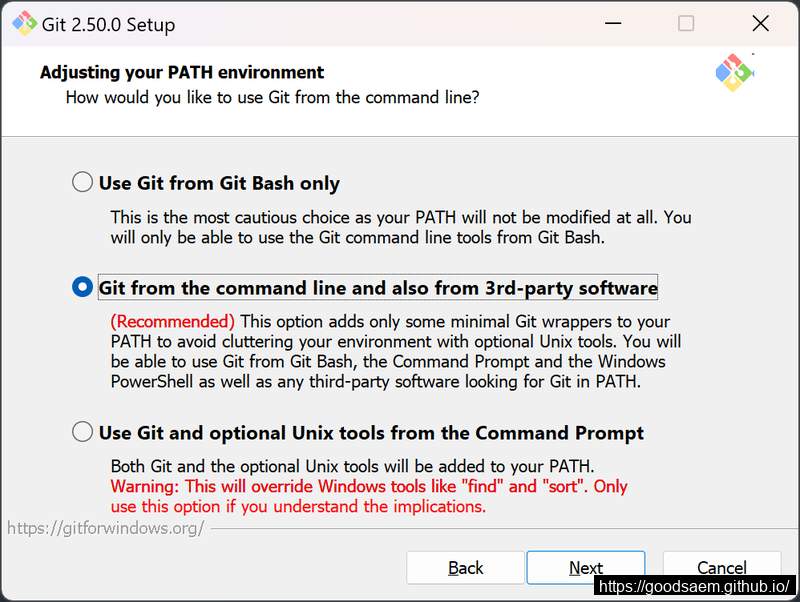 Git 2.50.0 Setup
Adjusting your PATH environment
How would you like to use Git from the command line?
Use Git from Git Bash only
This is the most cautious choice as your PATH will not be modified at all. You
will only be able to use the Git command line tools from Git Bash.
Git from the command line and also from 3rd-party software
(Recommended) This option adds only some minimal Git wrappers to your
PATH to avoid cluttering your environment with optional Unix tools. You will
be able to use Git from Git Bash, the Command Prompt and the Windows
PowerShell as well as any third-party software looking for Git in PATH.
Use Git and optional Unix tools from the Command Prompt
Both Git and the optional Unix tools will be added to your PATH.
Warning: This will override Windows tools like "find" and "sort". Only
use this option if you understand the implications.
https://gitforwindows.org/
Back Next Cancel
https://goodsaem.github.io/